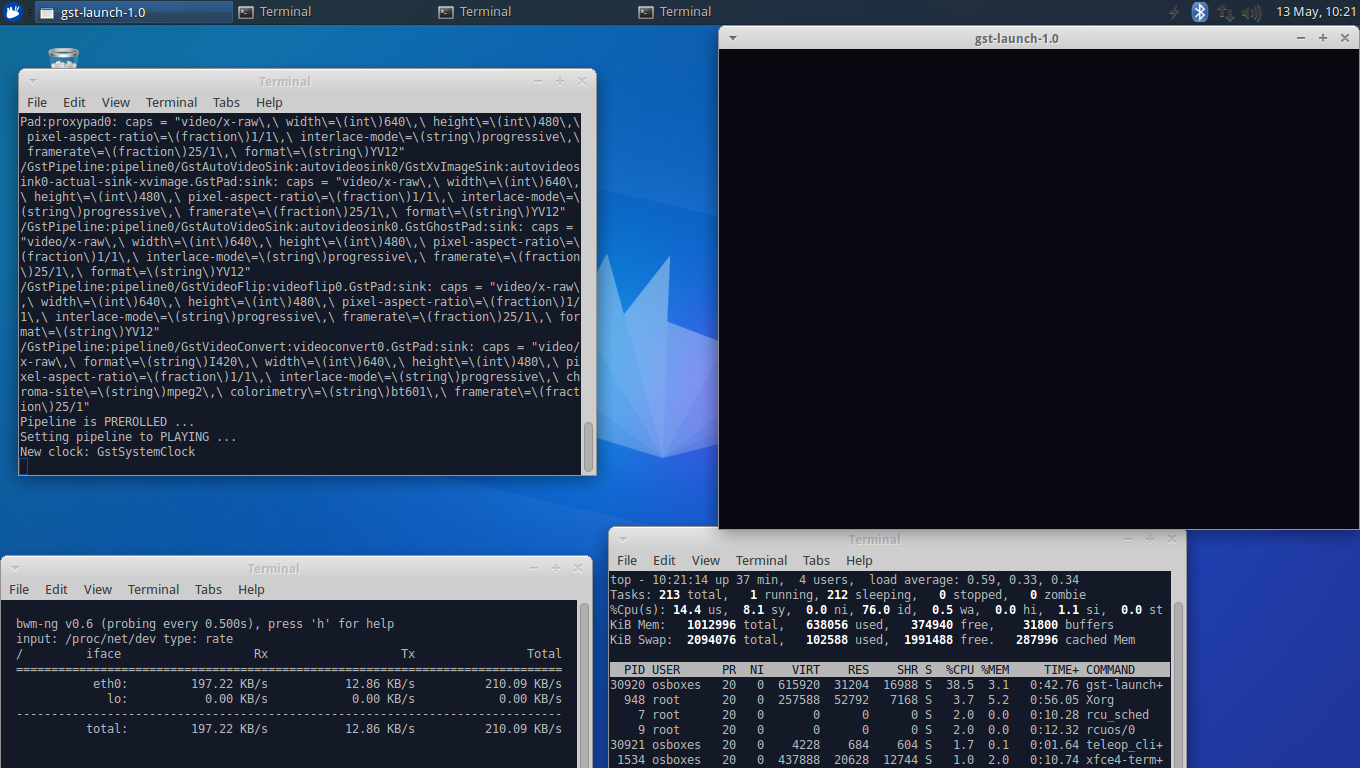 gst-launch-1.0
Terminal
Terminal
Terminal
13 May, 10:21
gst-launch-1.0
Terminal
File Edit View Terminal Tabs Help
Pad:proxypad0: caps = "video/x-raw\,\ width\=\(int\)640\,\ height\=\(int\)480\,\
 pixel-aspect-ratio\=\(fraction\)1/1\,\ interlace-mode\=\(string\)progressive\,\
 framerate\=\(fraction\)25/1\,\ format\=\(string\)YV12"
/GstPipeline:pipeline0/GstAutoVideoSink:autovideosink0/GstXvImageSink:autovideos
ink0-actual-sink-xvimage.GstPad:sink: caps = "video/x-raw\,\ width\=\(int\)640\,
\ height\=\(int\)480\,\ pixel-aspect-ratio\=\(fraction\)1/1\,\ interlace-mode\=\
(string\)progressive\,\ framerate\=\(fraction\)25/1\,\ format\=\(string\)YV12"
/GstPipeline:pipeline0/GstAutoVideoSink:autovideosink0.GstGhostPad:sink: caps =
"video/x-raw\,\ width\=\(int\)640\,\ height\=\(int\)480\,\ pixel-aspect-ratio\=\
(fraction\)1/1\,\ interlace-mode\=\(string\)progressive\,\ framerate\=\(fraction
\)25/1\,\ format\=\(string\)YV12"
/GstPipeline:pipeline0/GstVideoFlip:videoflip0.GstPad:sink: caps = "video/x-raw\
,\ width\=\(int\)640\,\ height\=\(int\)480\,\ pixel-aspect-ratio\=\(fraction\)1/
1\,\ interlace-mode\=\(string\)progressive\,\ framerate\=\(fraction\)25/1\,\ for
mat\=\(string\)YV12"
/GstPipeline:pipeline0/GstVideoConvert:videoconvert0.GstPad:sink: caps = "video/
x-raw\,\ format\=\(string\)I420\,\ width\=\(int\)640\,\ height\=\(int\)480\,\ pi
xel-aspect-ratio\=\(fraction\)1/1\,\ interlace-mode\=\(string\)progressive\,\ ch
roma-site\=\(string\)mpeg2\,\ colorimetry\=\(string\)bt601\,\ framerate\=\(fract
ion\)25/1"
Pipeline is PREROLLED ...
Setting pipeline to PLAYING ...
New clock: GstSystemClock
Terminal
File Edit View Terminal Tabs Help
bwm-ng v0.6 (probing every 0.500s), press 'h' for help
input: /proc/net/dev type: rate
/ iface Rx Tx Total
==============================================================================
eth0: 197.22 KB/s 12.86 KB/s 210.09 KB/s
lo: 0.00 KB/s 0.00 KB/s 0.00 KB/s
------------------------------------------------------------------------------
total: 197.22 KB/s 12.86 KB/s 210.09 KB/s
Terminal
File Edit View Terminal Tabs Help
top - 10:21:14 up 37 min, 4 users, load average: 0.59, 0.33, 0.34
Tasks: 213 total, 1 running, 212 sleeping, 0 stopped, 0 zombie
%Cpu(s): 14.4 us, 8.1 sy, 0.0 ni, 76.0 id, 0.5 wa, 0.0 hi, 1.1 si, 0.0 st
KiB Mem: 1012996 total, 638056 used, 374940 free, 31800 buffers
KiB Swap: 2094076 total, 102588 used, 1991488 free. 287996 cached Mem
PID USER PR NI VIRT RES SHR S %CPU %MEM TIME+ COMMAND
30920 osboxes 20 0 615920 31204 16988 S 38.5 3.1 0:42.76 gst-launch+
948 root 20 0 257588 52792 7168 S 3.7 5.2 0:56.05 Xorg
7 root 20 0 0 0 0 S 2.0 0.0 0:10.28 rcu_sched
9 root 20 0 0 0 0 S 2.0 0.0 0:12.32 rcuos/0
30921 osboxes 20 0 4228 684 604 S 1.7 0.1 0:01.64 teleop_cli+
1534 osboxes 20 0 437888 20628 12744 S 1.0 2.0 0:10.74 xfce4-term+